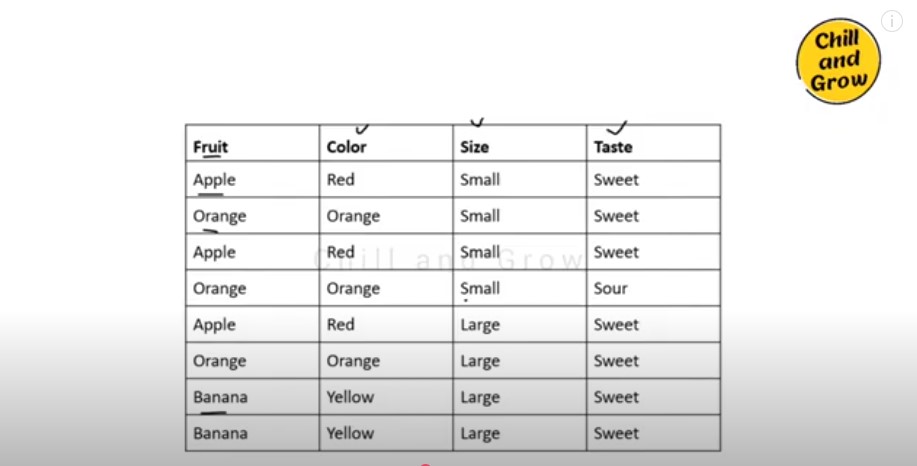 Chill
and
Grow
Fruit Color Size Taste
Apple Red Small Sweet
Orange Orange Small Sweet
Apple Red Small Sweet
Chill and Grow
Orange Orange Small Sour
Apple Red Large Sweet
Orange Orange Large Sweet
Banana Yellow Large Sweet
Banana Yellow Large Sweet